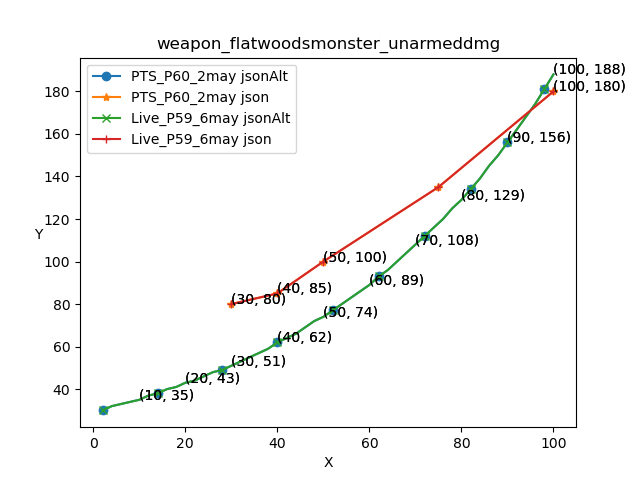 weapon_flatwoodsmonster_unarmeddmg
PTS_P60_2may jsonAlt
PTS_P60_2may json
Live_P59_6may jsonAlt
Live_P59_6may json
(100, 188)
(100, 180)
(90, 156)
(80, 129)
(70, 108)
(50, 100)
(60, 89)
(40, 85)
(30, 80)
(50, 74)
(40, 62)
(30, 51)
(20, 43)
(10, 35)
180
160
140
120
100
80
60
40
Y
0 20 40 60 80 100
X